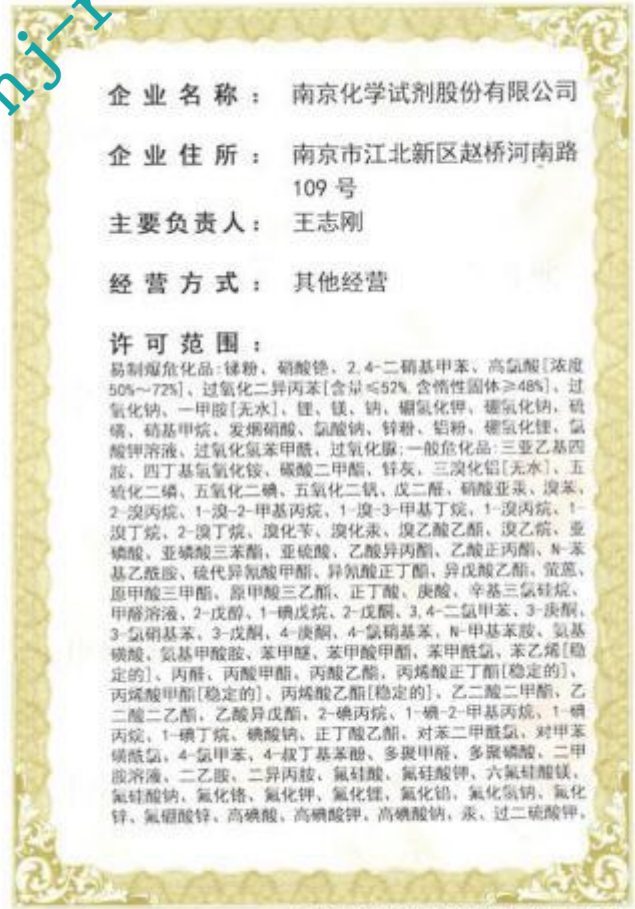 nj-r
企业名称： 南京化学试剂股份有限公司
企业住所： 南京市江北新区赵桥河南路
109 号
主要负责人： 王志刚
经营方式： 其他经营
许可范围：
易制爆危化品:锑粉、硝酸铯、2,4-二硝基甲苯、高氯酸[浓度
50%～72%]、过氧化二异丙苯[含量≤52%,含惰性固体≥48%]、过
氧化钠、一甲胺[无水]、锂、镁、钠、硼氢化钾、硼氢化钠、硫
磺、硝基甲烷、发烟硝酸、氯酸钠、锌粉、铝粉、硼氢化锂、氯
酸钾溶液、过氧化氢苯甲酰、过氧化脲;一般危化品:三亚乙基四
胺、四丁基氢氧化铵、碳酸二甲酯、锌灰、三溴化铝[无水]、五
硫化二磷、五氧化二碘、五氧化二钒、戊二醛、硝酸亚汞、溴苯、
2-溴丙烷、1-溴-2-甲基丙烷、1-溴-3-甲基丁烷、1-溴丙烷、1-
溴丁烷、2-溴丁烷、溴化苄、溴化汞、溴乙酸乙酯、溴乙烷、亚
磷酸、亚磷酸三苯酯、亚硫酸、乙酸异丙酯、乙酸正丙酯、N-苯
基乙酰胺、硫代异氰酸甲酯、异氰酸正丁酯、异戊酸乙酯、萤蒽、
原甲酸三甲酯、原甲酸三乙酯、正丁酸、庚酸、辛基三氯硅烷、
甲醛溶液、2-戊醇、1-碘戊烷、2-戊酮、3,4-二氯甲苯、3-庚酮、
3-氯硝基苯、3-戊酮、4-庚酮、4-氯硝基苯、N-甲基苯胺、氨基
磺酸、氨基甲酸胺、苯甲醚、苯甲酸甲酯、苯甲酰氯、苯乙烯[稳
定的]、丙醛、丙酸甲酯、丙酸乙酯、丙烯酸正丁酯[稳定的]、
丙烯酸甲酯[稳定的]、丙烯酸乙酯[稳定的]、乙二酸二甲酯、乙
二酸二乙酯、乙酸异戊酯、2-碘丙烷、1-碘-2-甲基丙烷、1-碘
丙烷、1-碘丁烷、碘酸钠、正丁酸乙酯、对苯二甲酰氯、对甲苯
磺酰氯、4-氯甲苯、4-叔丁基苯酚、多聚甲醛、多聚磷酸、二甲
胺溶液、二乙胺、二异丙胺、氟硅酸、氟硅酸钾、六氟硅酸镁、
氟硅酸钠、氟化铬、氟化钾、氟化锂、氟化铅、氟化氢钠、氟化
锌、氟硼酸锌、高碘酸、高碘酸钾、高碘酸钠、汞、过二硫酸钾、